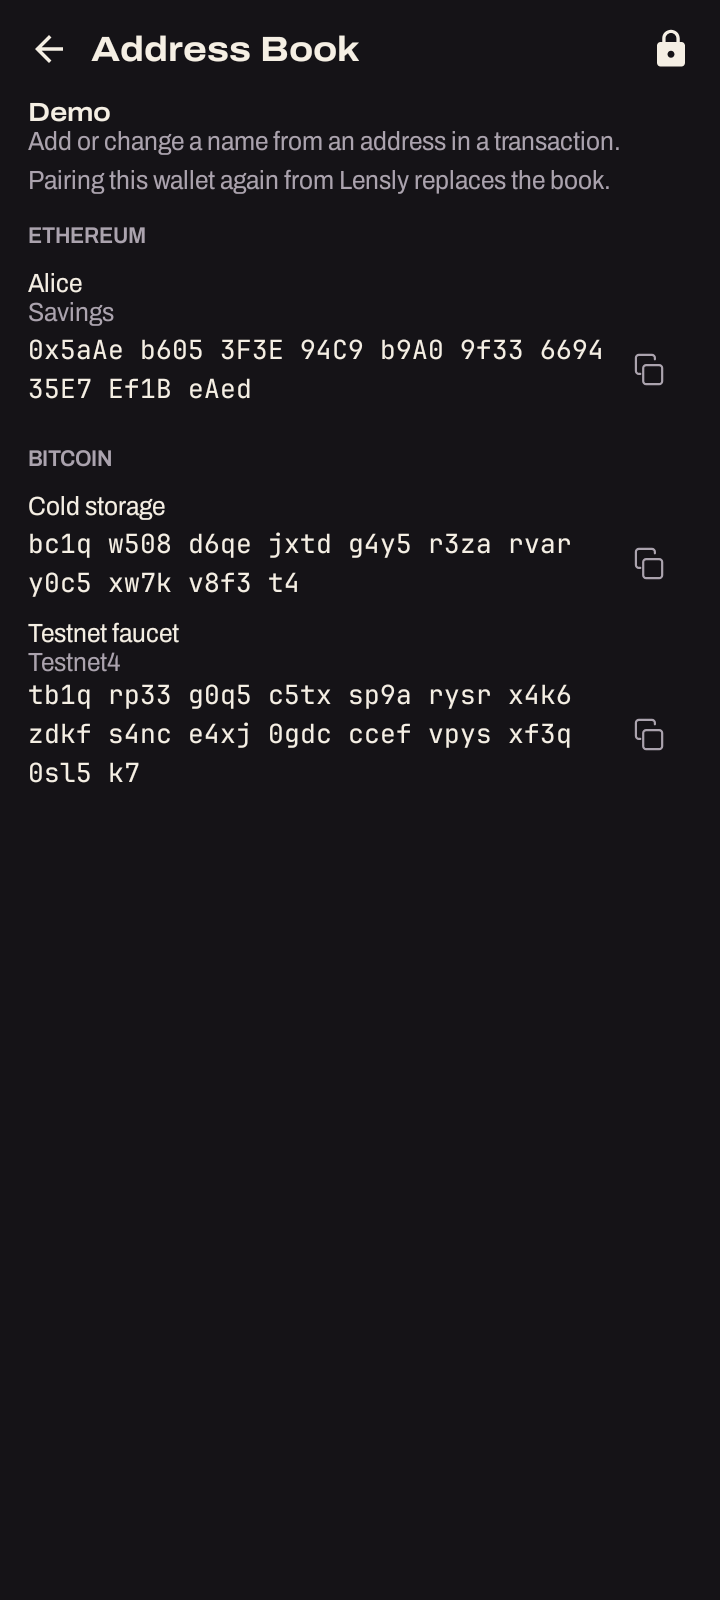 Address Book
Demo
Add or change a name from an address in a transaction.
Pairing this wallet again from Lensly replaces the book.
ETHEREUM
Alice
Savings
0x5aAe b605 3F3E 94C9 b9A0 9f33 6694
35E7 Ef1B eAed
BITCOIN
Cold storage
bc1q w508 d6qe jxtd g4y5 r3za rvar
y0c5 xw7k v8f3 t4
Testnet faucet
Testnet4
tb1q rp33 g0q5 c5tx sp9a rysr x4k6
zdkf s4nc e4xj 0gdc ccef vpys xf3q
0sl5 k7